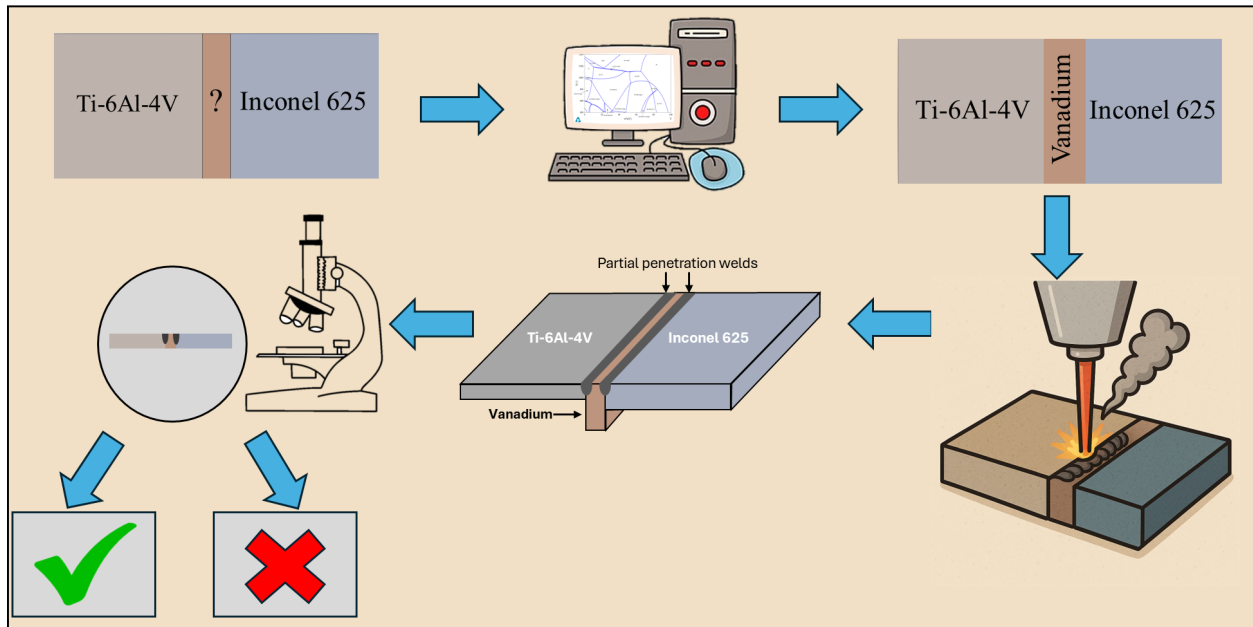 Ti-6Al-4V ? Inconel 625
Ti-6Al-4V Vanadium Inconel 625
Partial penetration welds
Ti-6Al-4V Inconel 625
Vanadium